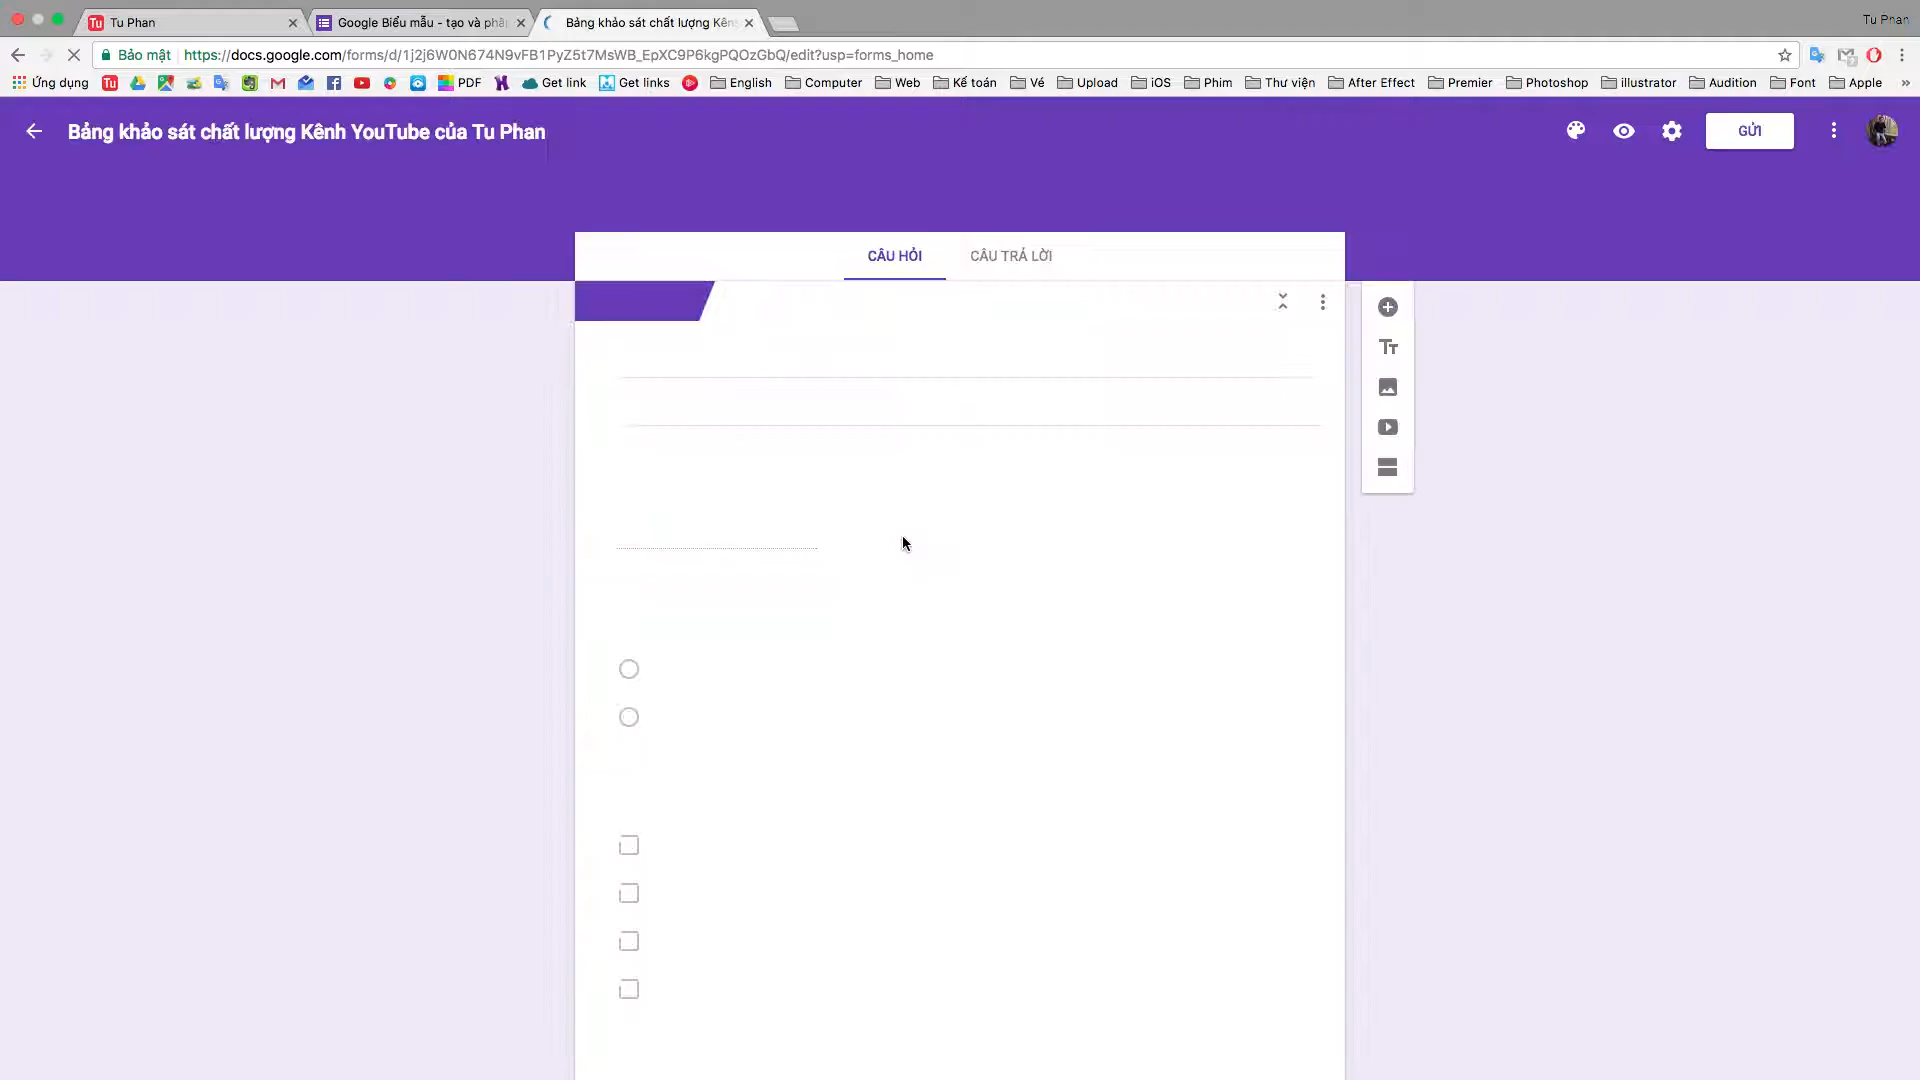 Tu Phan
Google Biểu mẫu - tạo và phâ
Bảng khảo sát chất lượng Kên
Tu Phan
Bảo mật
https://docs.google.com/forms/d/1j2j6W0N674N9vFB1PyZ5t7MsWB_EpXC9P6kgPQOzGbQ/edit?usp=forms_home
Ứng dụng Tu PDF Get link Get links English Computer Web Kế toán Vé Upload iOS Phim Thư viện After Effect Premier Photoshop illustrator Audition Font Apple »
Bảng khảo sát chất lượng Kênh YouTube của Tu Phan
GỬI
CÂU HỎI CÂU TRẢ LỜI